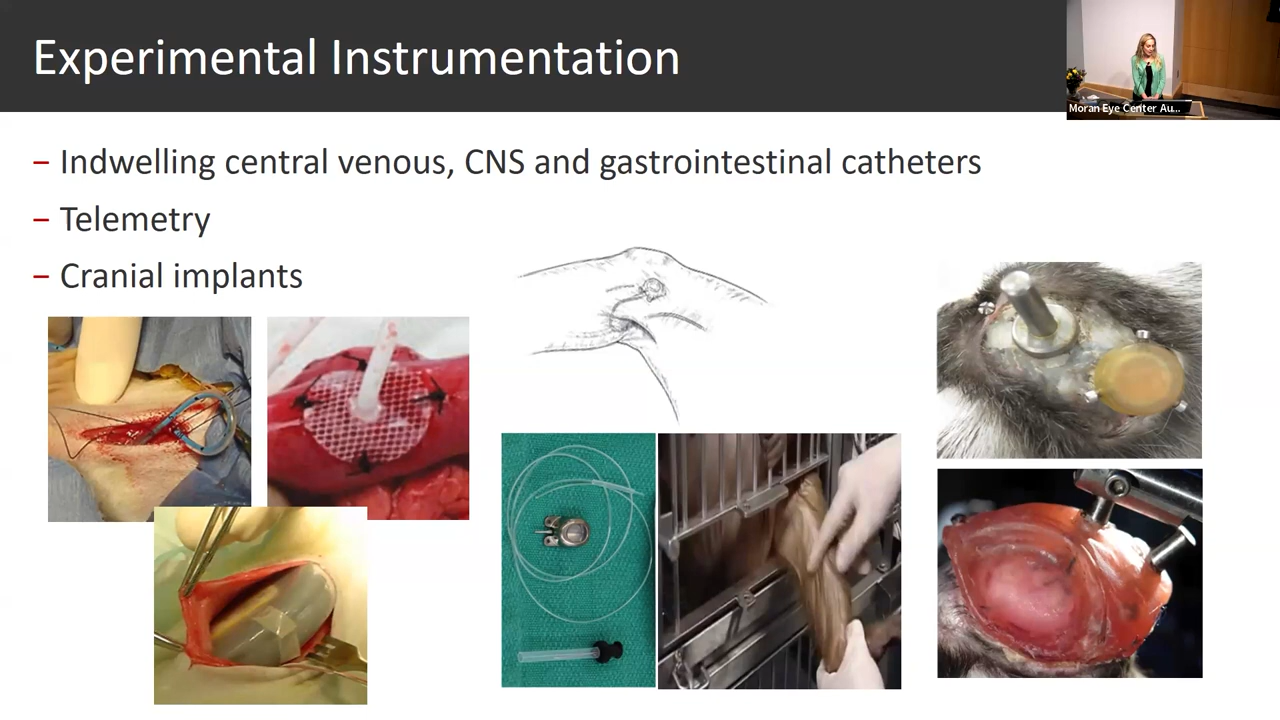 Experimental Instrumentation
Moran Eye Center Au...
– Indwelling central venous, CNS and gastrointestinal catheters
– Telemetry
– Cranial implants